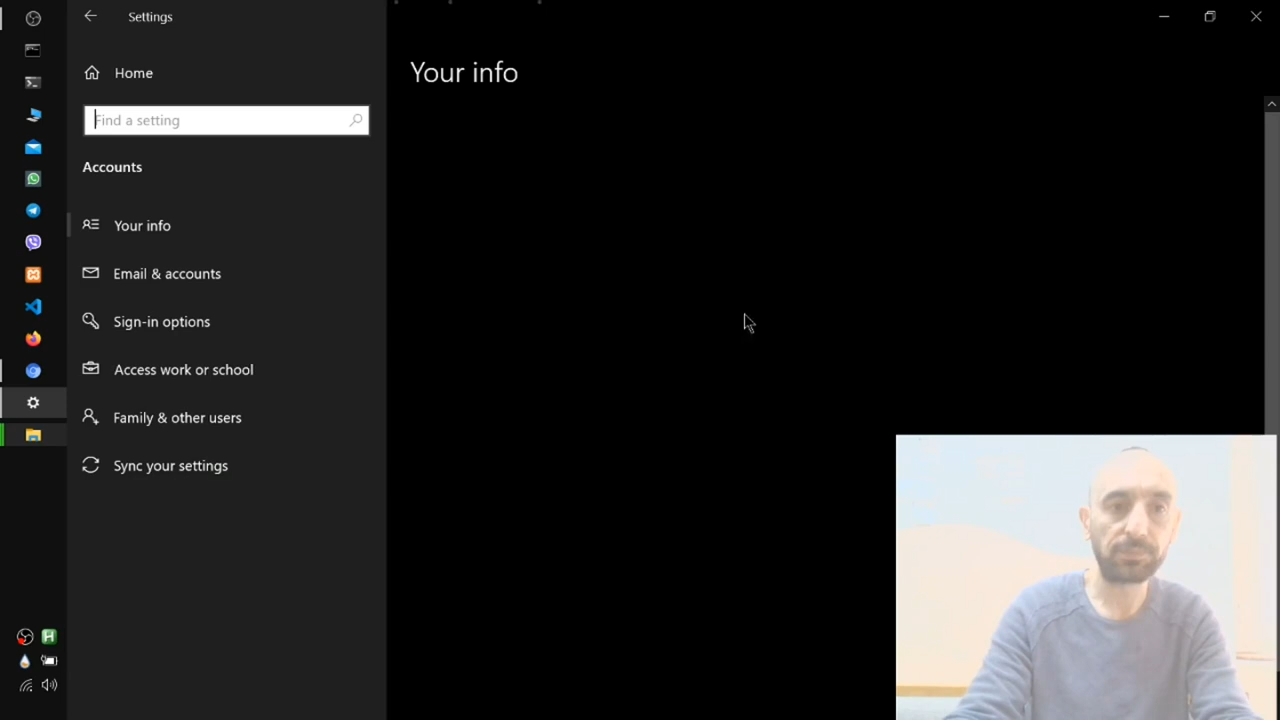 Settings
Home
Find a setting
Accounts
Your info
Email & accounts
Sign-in options
Access work or school
Family & other users
Sync your settings
Your info